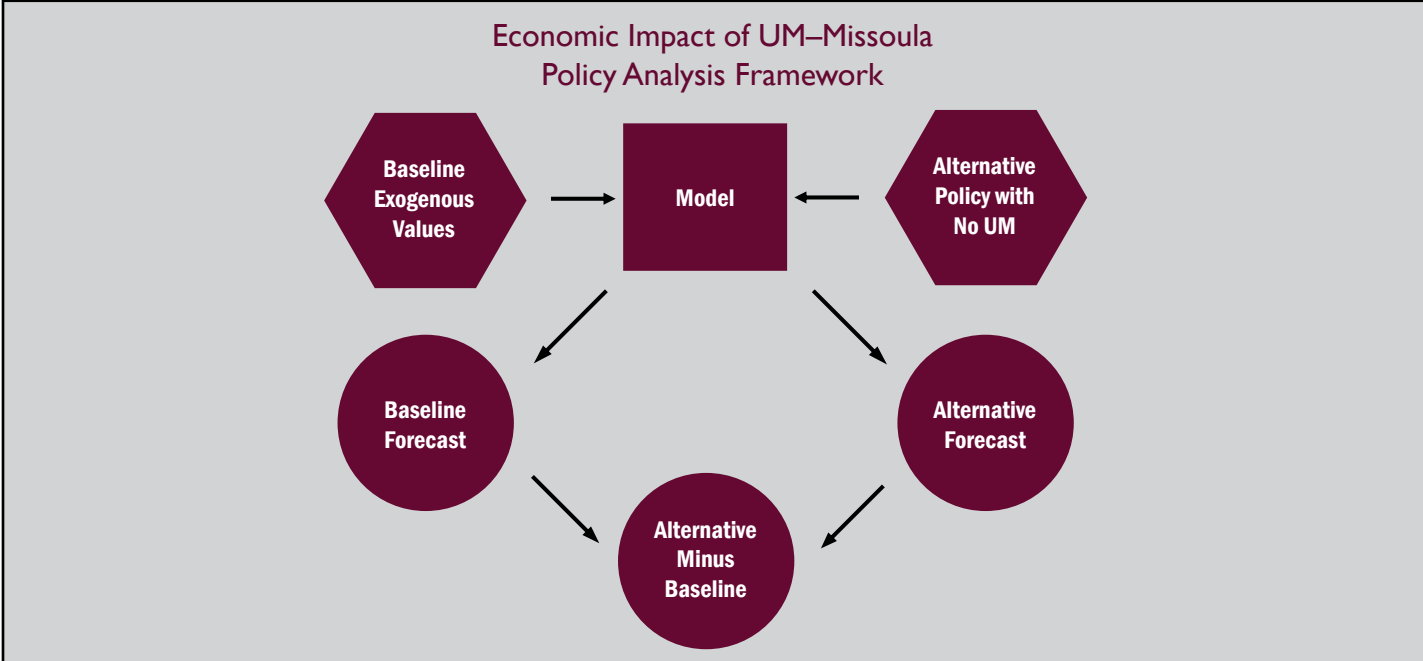 Economic Impact of UM–Missoula
Policy Analysis Framework
Baseline
Exogenous
Values
Model
Alternative
Policy with
No UM
Baseline
Forecast
Alternative
Forecast
Alternative
Minus
Baseline